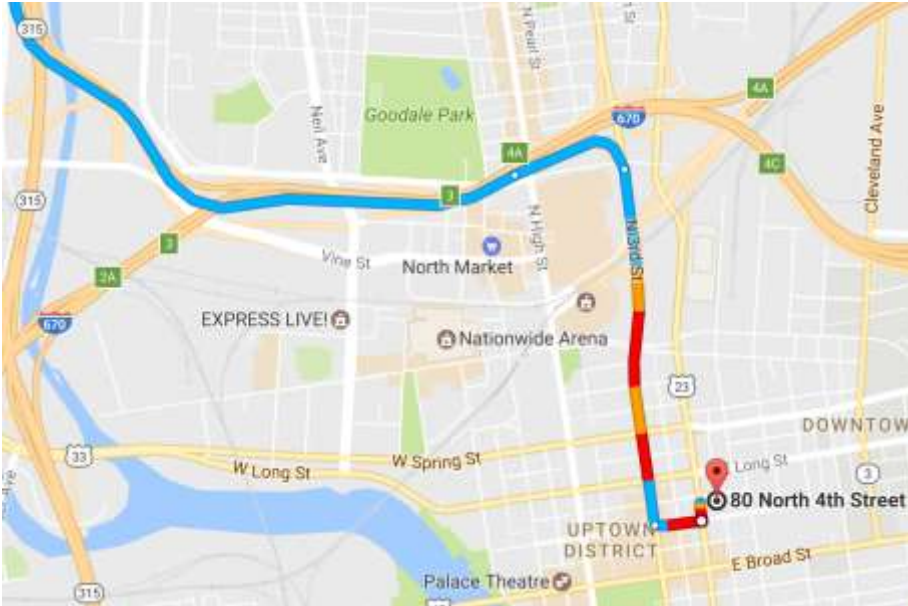 315
N Pearl St
h St
4A
Goodale Park
Neil Ave
4A
670
Cleveland Ave
4C
315
3
N High St
N 3rd St
3
Vine St
North Market
2A
670
EXPRESS LIVE!
Nationwide Arena
23
DOWNTOW
33
W Long St
W Spring St
Long St
3
80 North 4th Street
UPTOWN
DISTRICT
E Broad St
Palace Theatre
315